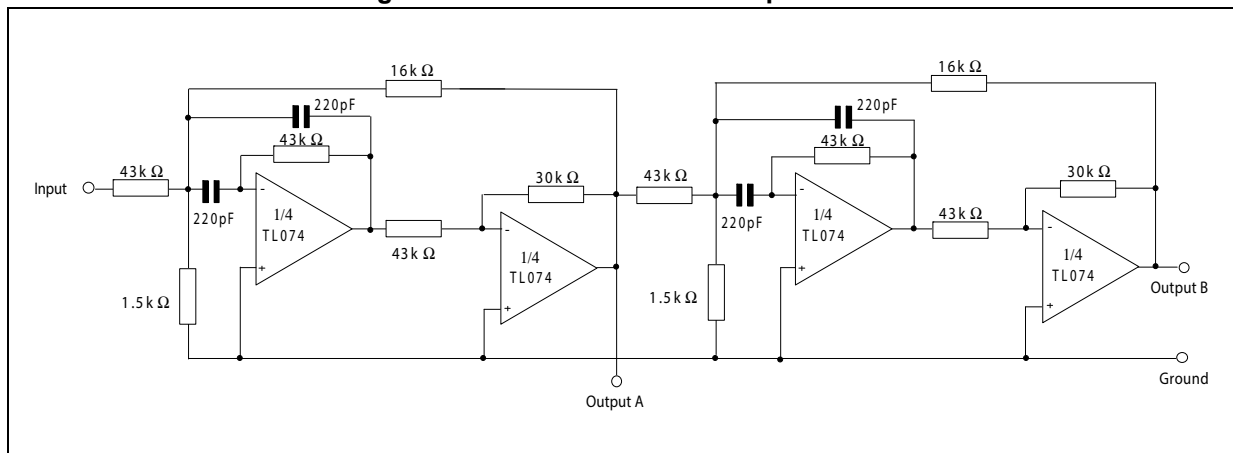 16k Ω
16k Ω
220pF
220pF
43k Ω
43k Ω
Input
43k Ω
30k Ω
43k Ω
30k Ω
-
-
-
-
220pF
1/4
TL074
43k Ω
1/4
TL074
220pF
1/4
TL074
43k Ω
1/4
TL074
+
+
+
+
1.5k Ω
1.5k Ω
Output B
Ground
Output A